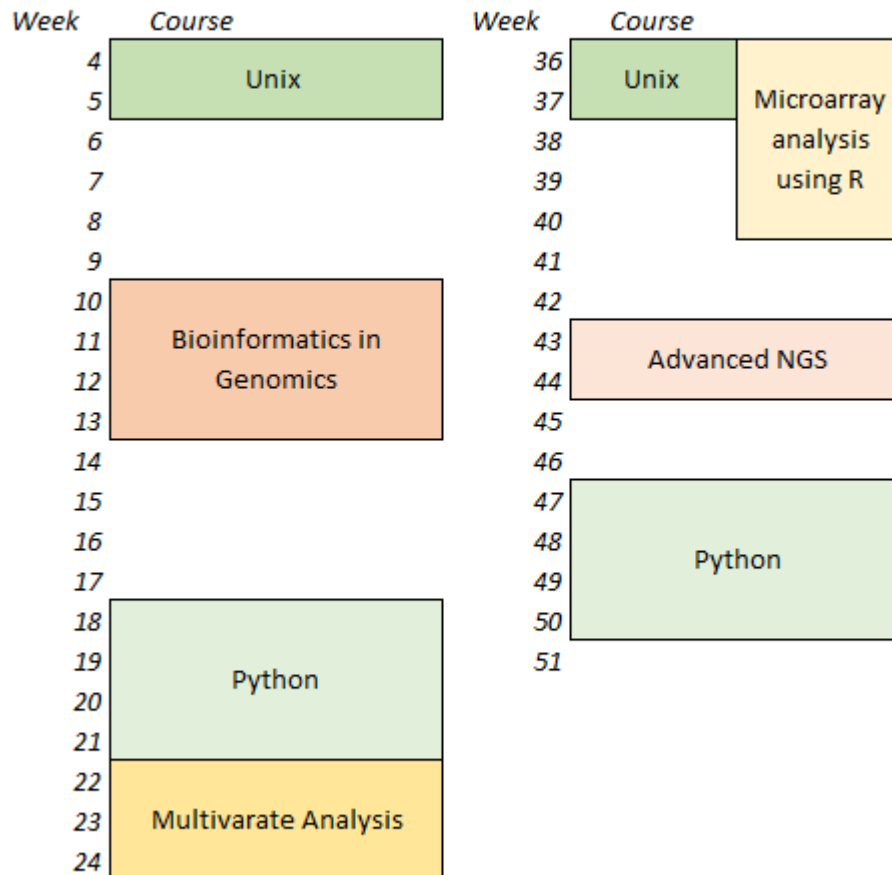 Week Course
4
5
Unix
6
7
8
9
10
11
12
13
Bioinformatics in
Genomics
14
15
16
17
18
19
20
21
Python
22
23
24
Multivarate Analysis
Week Course
36
37
Unix
Microarray
analysis
using R
38
39
40
41
42
43
44
Advanced NGS
45
46
47
48
49
50
Python
51